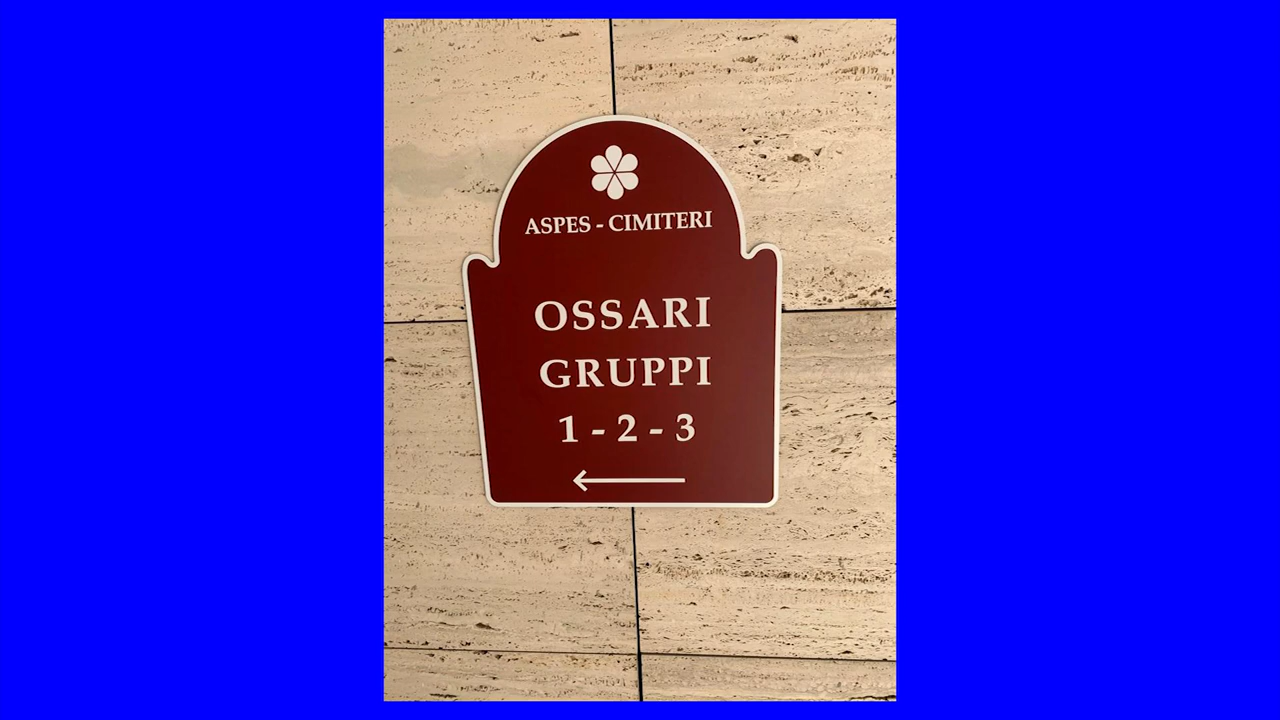 ASPES - CIMITERI
OSSARI
GRUPPI
1 - 2 - 3